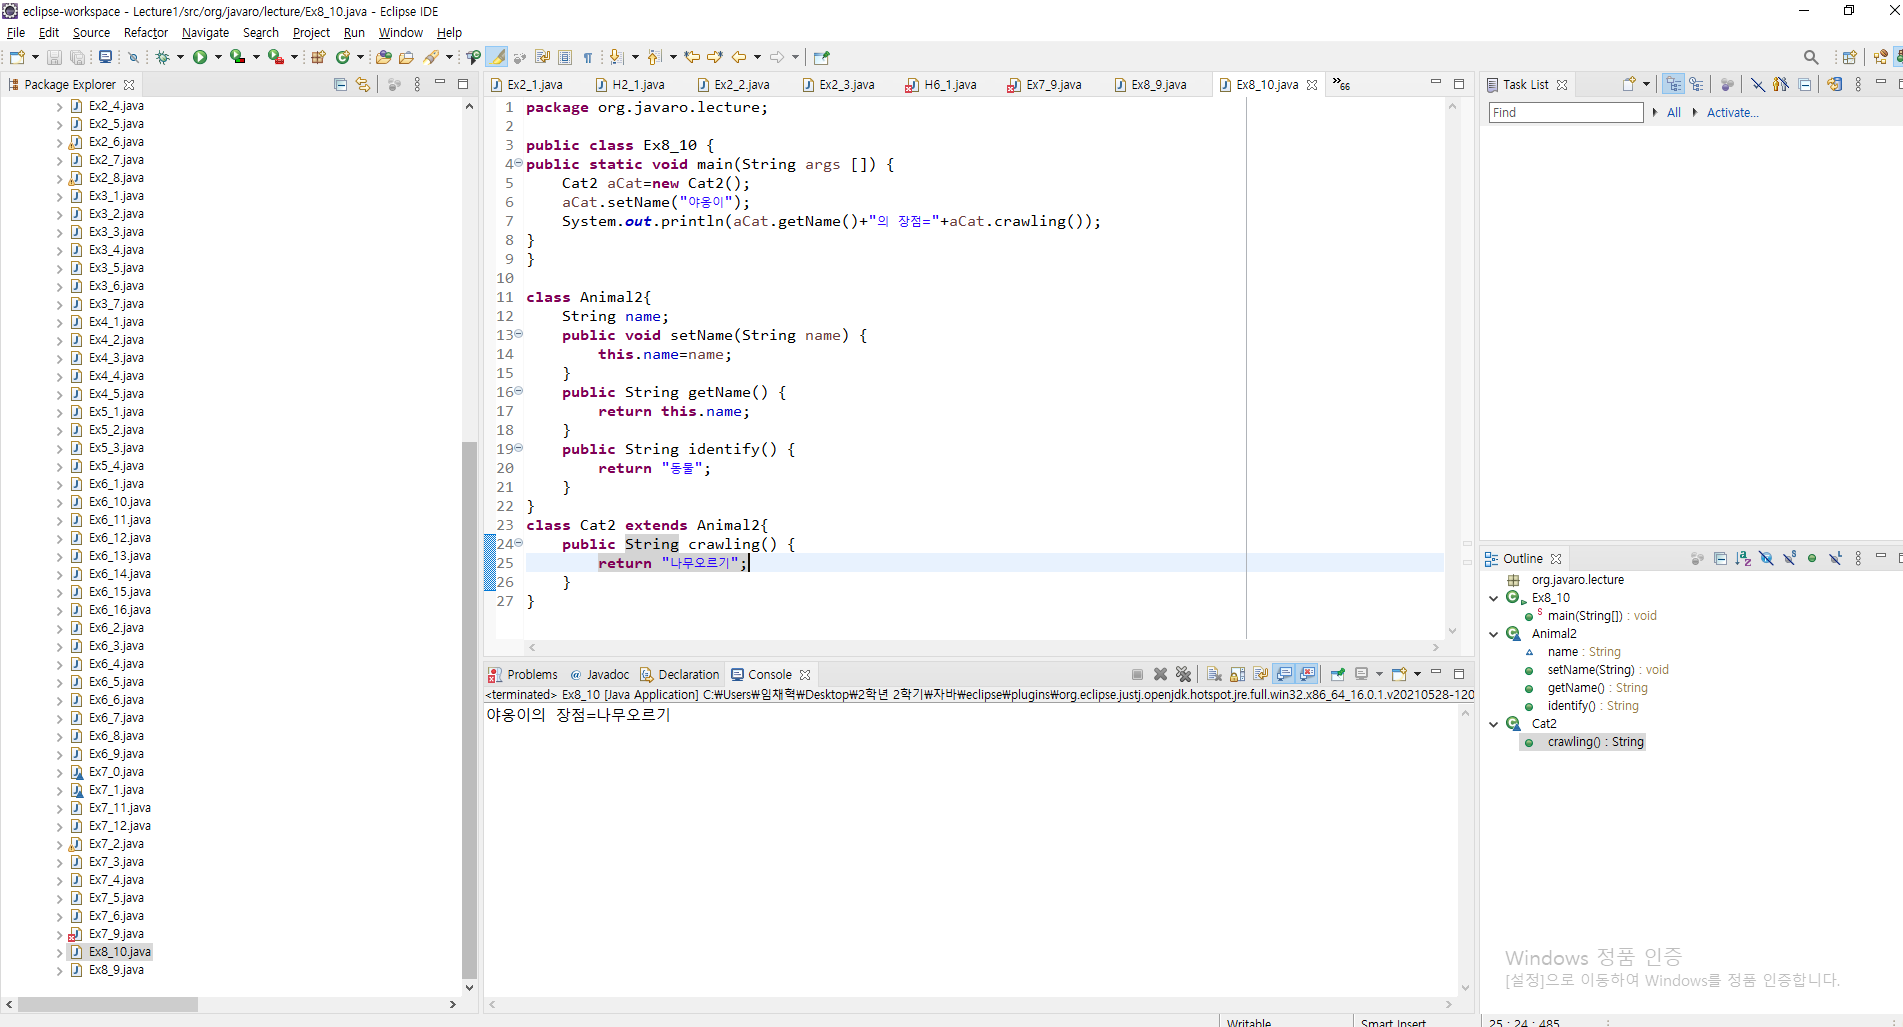 eclipse-workspace - Lecture1/src/org/javaro/lecture/Ex8_10.java - Eclipse IDE
File Edit Source Refactor Navigate Search Project Run Window Help
Package Explorer
Ex2_4.java
Ex2_5.java
Ex2_6.java
Ex2_7.java
Ex2_8.java
Ex3_1.java
Ex3_2.java
Ex3_3.java
Ex3_4.java
Ex3_5.java
Ex3_6.java
Ex3_7.java
Ex4_1.java
Ex4_2.java
Ex4_3.java
Ex4_4.java
Ex4_5.java
Ex5_1.java
Ex5_2.java
Ex5_3.java
Ex5_4.java
Ex6_1.java
Ex6_10.java
Ex6_11.java
Ex6_12.java
Ex6_13.java
Ex6_14.java
Ex6_15.java
Ex6_16.java
Ex6_2.java
Ex6_3.java
Ex6_4.java
Ex6_5.java
Ex6_6.java
Ex6_7.java
Ex6_8.java
Ex6_9.java
Ex7_0.java
Ex7_1.java
Ex7_11.java
Ex7_12.java
Ex7_2.java
Ex7_3.java
Ex7_4.java
Ex7_5.java
Ex7_6.java
Ex7_9.java
Ex8_10.java
Ex8_9.java
Ex2_1.java H2_1.java Ex2_2.java Ex2_3.java H6_1.java Ex7_9.java Ex8_9.java Ex8_10.java »66
1 package org.javaro.lecture;
2
3 public class Ex8_10 {
4 public static void main(String args []) {
5 Cat2 aCat=new Cat2();
6 aCat.setName("야옹이");
7 System.out.println(aCat.getName()+"의 장점="+aCat.crawling());
8 }
9 }
10
11 class Animal2{
12 String name;
13 public void setName(String name) {
14 this.name=name;
15 }
16 public String getName() {
17 return this.name;
18 }
19 public String identify() {
20 return "동물";
21 }
22 }
23 class Cat2 extends Animal2{
24 public String crawling() {
25 return "나무오르기";
26 }
27 }
Problems @ Javadoc Declaration Console
<terminated> Ex8_10 [Java Application] C:₩Users₩임채혁₩Desktop₩2학년 2학기₩자바₩eclipse₩plugins₩org.eclipse.justj.openjdk.hotspot.jre.full.win32.x86_64_16.0.1.v20210528-120
야옹이의 장점=나무오르기
Task List
Find All Activate...
Outline
org.javaro.lecture
Ex8_10
main(String[]) : void
Animal2
name : String
setName(String) : void
getName() : String
identify() : String
Cat2
crawling() : String
Windows 정품 인증
[설정]으로 이동하여 Windows를 정품 인증합니다.
Writable Smart Insert 25 : 24 : 485